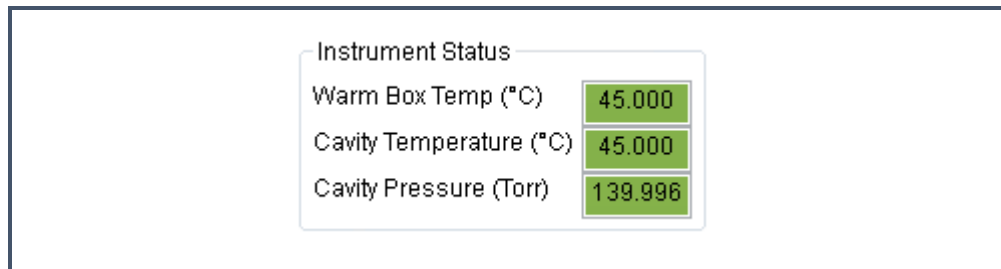 Instrument Status
Warm Box Temp (°C) 45.000
Cavity Temperature (°C) 45.000
Cavity Pressure (Torr) 139.996